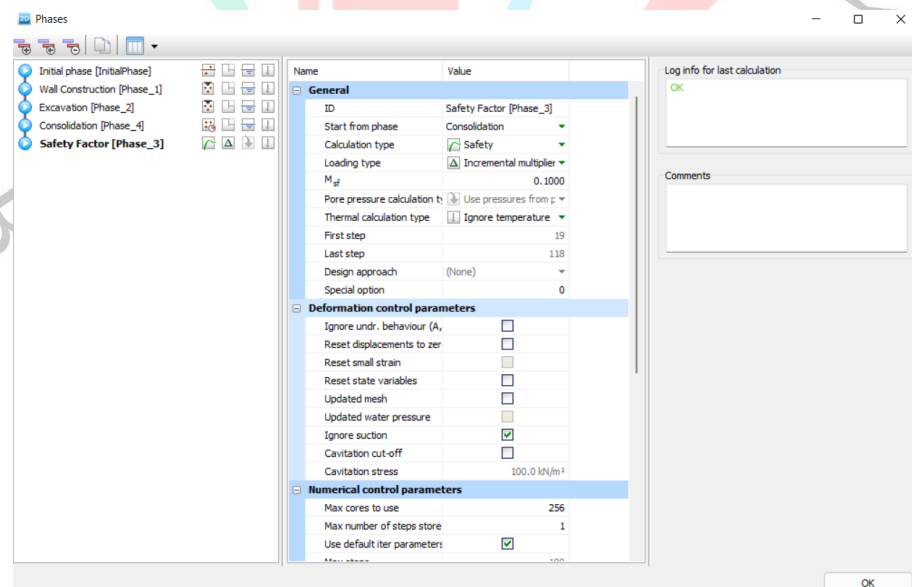 2D Phases
Initial phase [InitialPhase]
Wall Construction [Phase_1]
Excavation [Phase_2]
Consolidation [Phase_4]
Safety Factor [Phase_3]
Name Value
General
ID Safety Factor [Phase_3]
Start from phase Consolidation
Calculation type Safety
Loading type Incremental multiplier
Msf 0.1000
Pore pressure calculation ty Use pressures from p
Thermal calculation type Ignore temperature
First step 19
Last step 118
Design approach (None)
Special option 0
Deformation control parameters
Ignore undr. behaviour (A,
Reset displacements to zer
Reset small strain
Reset state variables
Updated mesh
Updated water pressure
Ignore suction
Cavitation cut-off
Cavitation stress 100.0 kN/m²
Numerical control parameters
Max cores to use 256
Max number of steps store 1
Use default iter parameters
Log info for last calculation
OK
Comments
OK